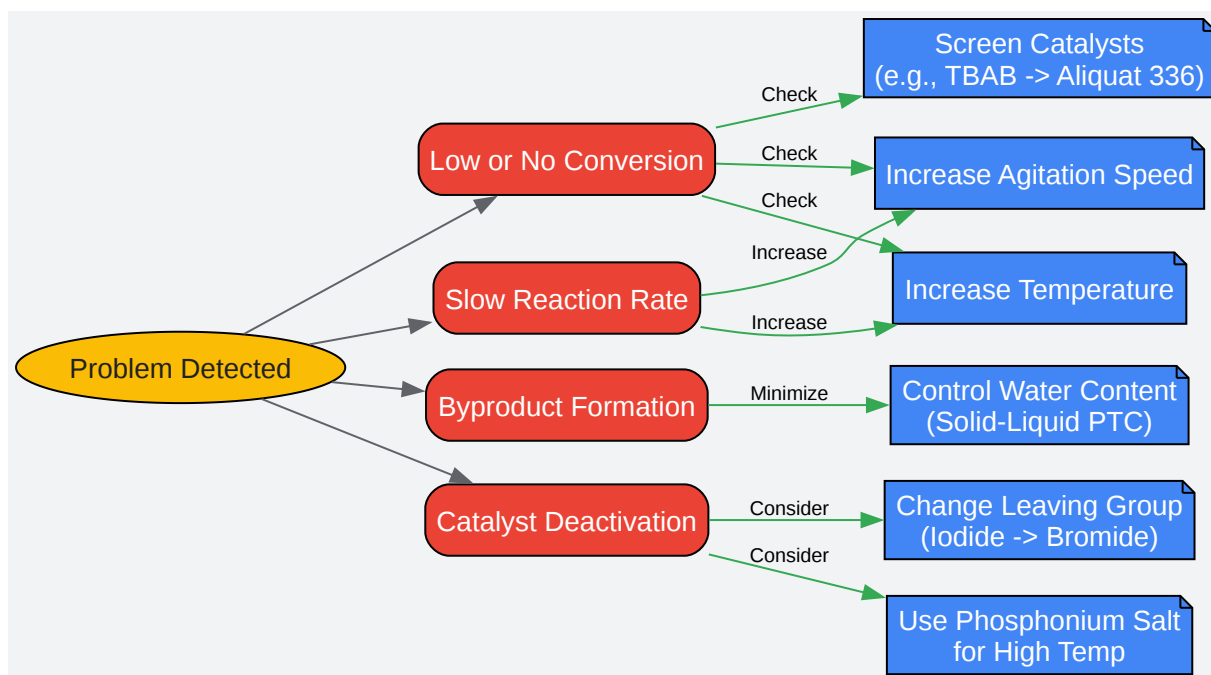 Problem Detected
Low or No Conversion
Slow Reaction Rate
Byproduct Formation
Catalyst Deactivation
Check
Check
Check
Increase
Increase
Minimize
Consider
Consider
Screen Catalysts
(e.g., TBAB -> Aliquat 336)
Increase Agitation Speed
Increase Temperature
Control Water Content
(Solid-Liquid PTC)
Change Leaving Group
(Iodide -> Bromide)
Use Phosphonium Salt
for High Temp